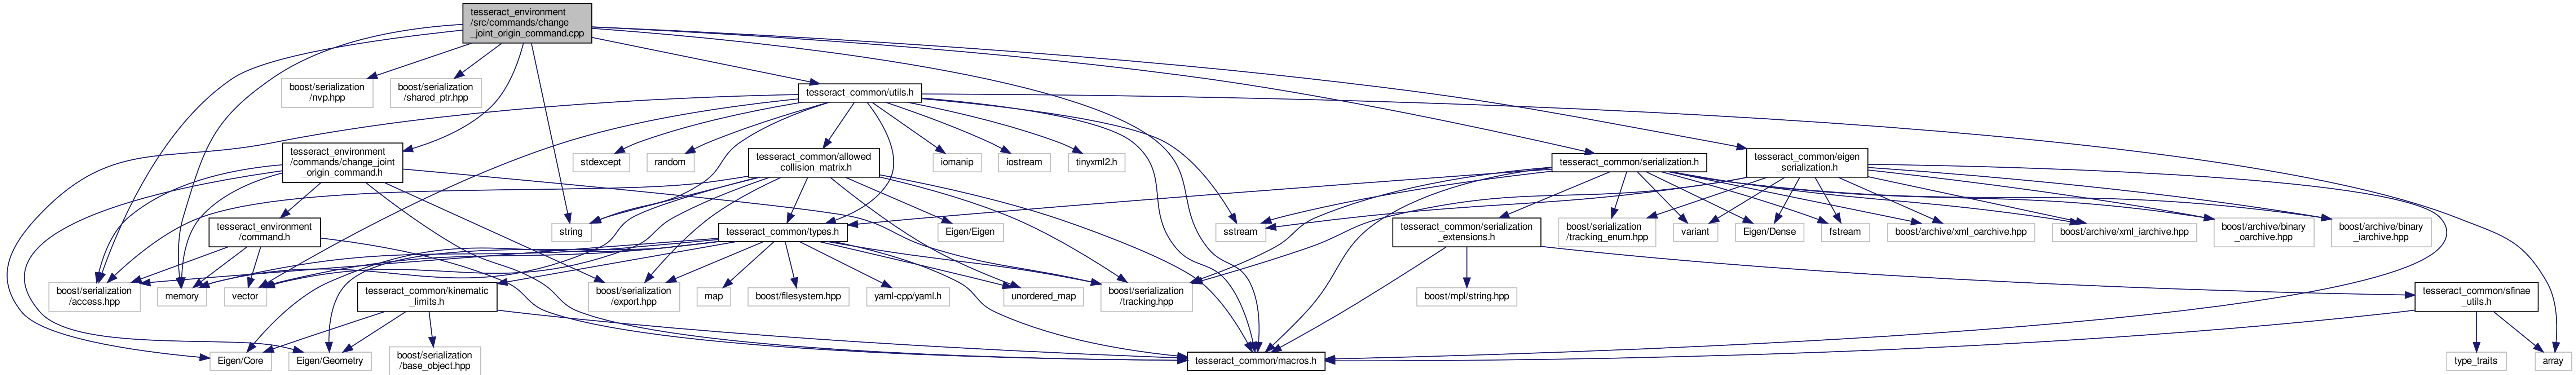 tesseract_environment
/src/commands/change
_joint_origin_command.cpp
boost/serialization
/nvp.hpp
boost/serialization
/shared_ptr.hpp
tesseract_common/utils.h
tesseract_environment
/commands/change_joint
_origin_command.h
stdexcept
random
tesseract_common/allowed
_collision_matrix.h
iomanip
iostream
tinyxml2.h
tesseract_common/serialization.h
tesseract_common/eigen
_serialization.h
tesseract_environment
/command.h
string
tesseract_common/types.h
Eigen/Eigen
sstream
tesseract_common/serialization
_extensions.h
boost/serialization
/tracking_enum.hpp
variant
Eigen/Dense
fstream
boost/archive/xml_oarchive.hpp
boost/archive/xml_iarchive.hpp
boost/archive/binary
_oarchive.hpp
boost/archive/binary
_iarchive.hpp
boost/serialization
/access.hpp
memory
vector
tesseract_common/kinematic
_limits.h
boost/serialization
/export.hpp
map
boost/filesystem.hpp
yaml-cpp/yaml.h
unordered_map
boost/serialization
/tracking.hpp
boost/mpl/string.hpp
tesseract_common/sfinae
_utils.h
Eigen/Core
Eigen/Geometry
boost/serialization
/base_object.hpp
tesseract_common/macros.h
type_traits
array